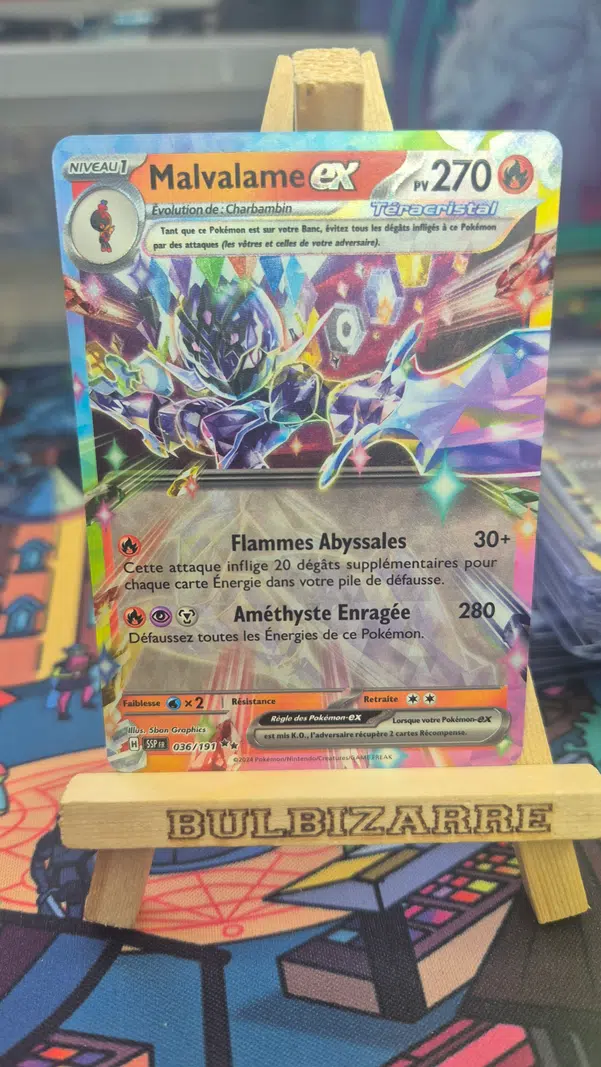 NIVEAU 1
Malvalame ex
PV 270
Évolution de : Charbambin
Téracristal
Tant que ce Pokémon est sur votre Banc, évitez tous les dégâts infligés à ce Pokémon
par des attaques (les vôtres et celles de votre adversaire).
Flammes Abyssales 30+
Cette attaque inflige 20 dégâts supplémentaires pour
chaque carte Énergie dans votre pile de défausse.
Améthyste Enragée 280
Défaussez toutes les Énergies de ce Pokémon.
Faiblesse ×2 Résistance Retraite
Règle des Pokémon-ex Lorsque votre Pokémon-ex
est mis K.O., l'adversaire récupère 2 cartes Récompense.
Illus. 5ban Graphics
H SSP FR 036/191
©2024 Pokémon/Nintendo/Creatures/GAME FREAK
BULBIZARRE